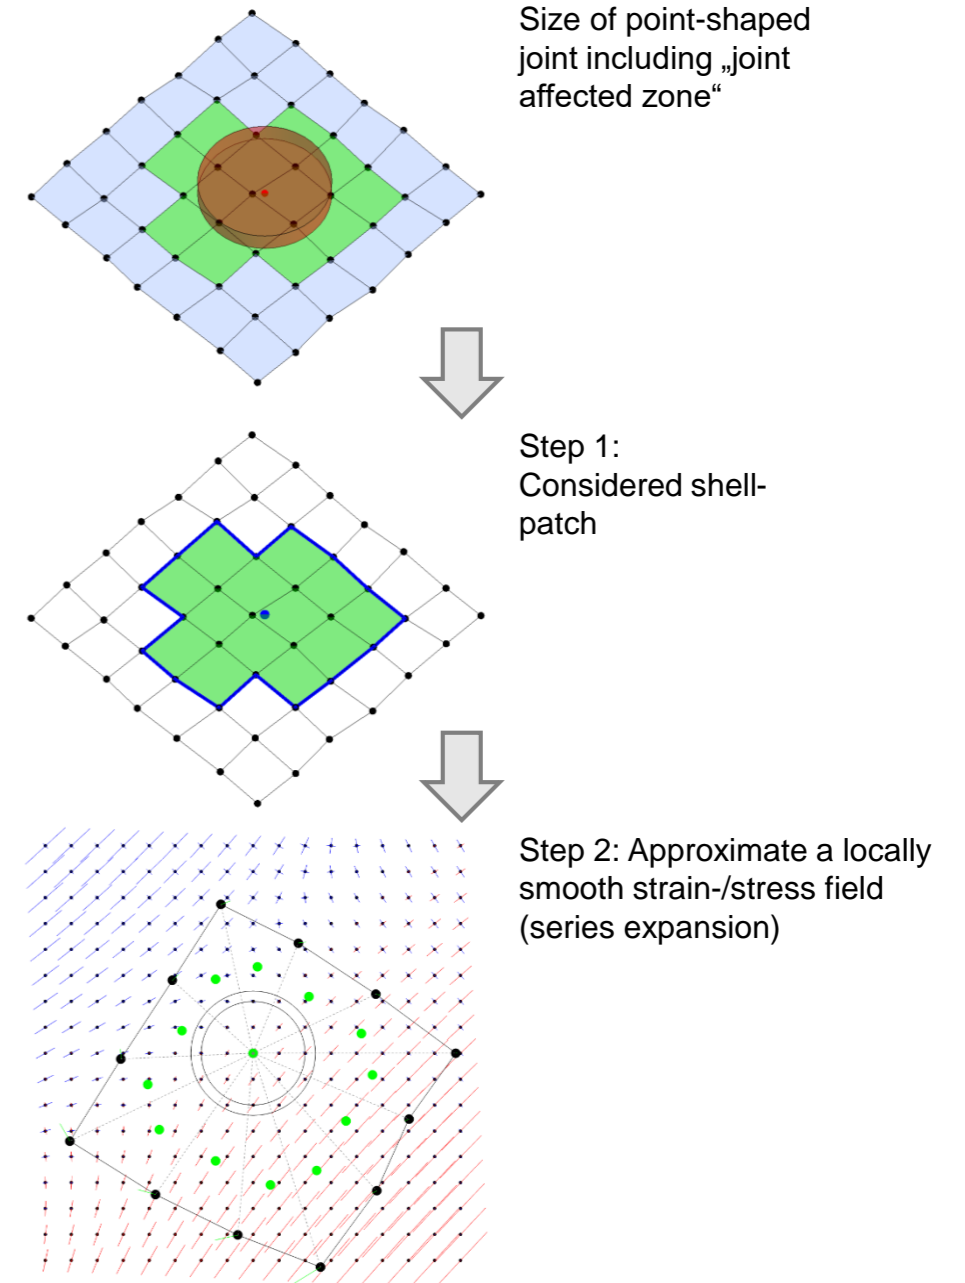 Size of point-shaped
joint including „joint
affected zone“
Step 1:
Considered shell-
patch
Step 2: Approximate a locally
smooth strain-/stress field
(series expansion)